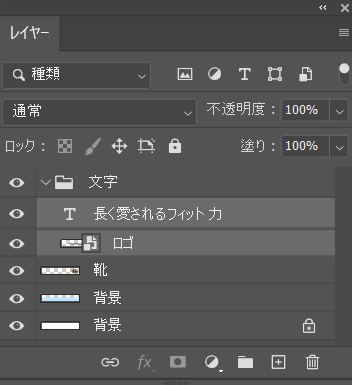 レイヤー
種類
通常
不透明度: 100%
ロック:
塗り: 100%
文字
T 長く愛されるフィット力
ロゴ
靴
背景
背景
fx